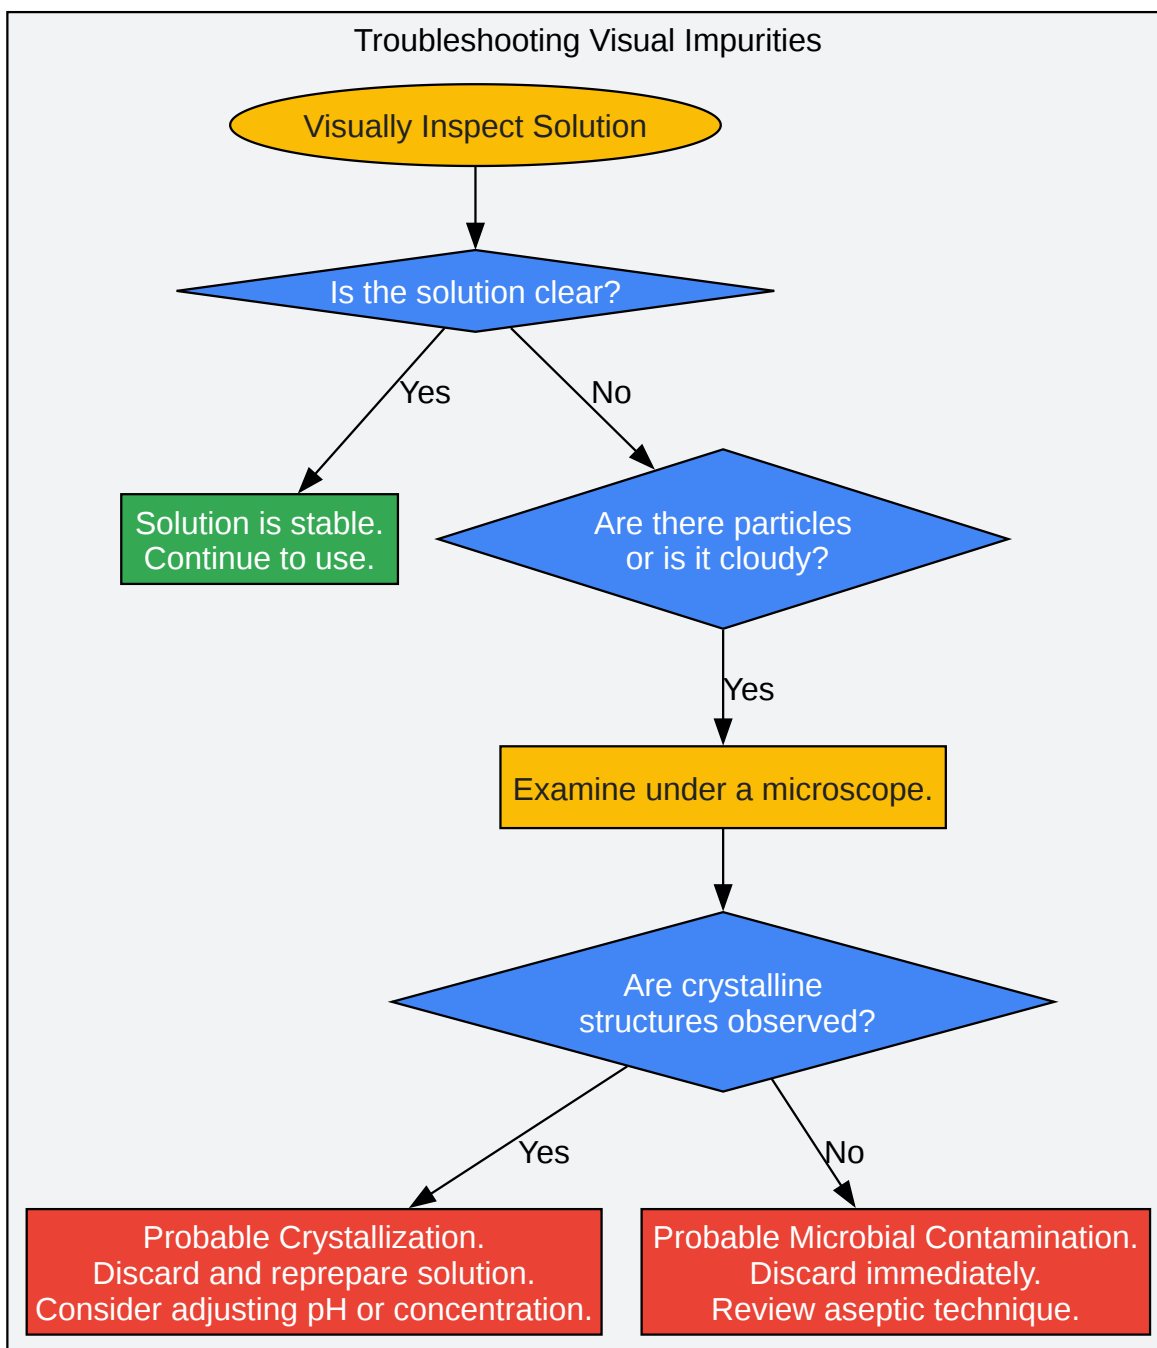 Troubleshooting Visual Impurities
Visually Inspect Solution
Is the solution clear?
Yes
No
Solution is stable.
Continue to use.
Are there particles
or is it cloudy?
Yes
Examine under a microscope.
Are crystalline
structures observed?
Yes
No
Probable Crystallization.
Discard and reprepare solution.
Consider adjusting pH or concentration.
Probable Microbial Contamination.
Discard immediately.
Review aseptic technique.